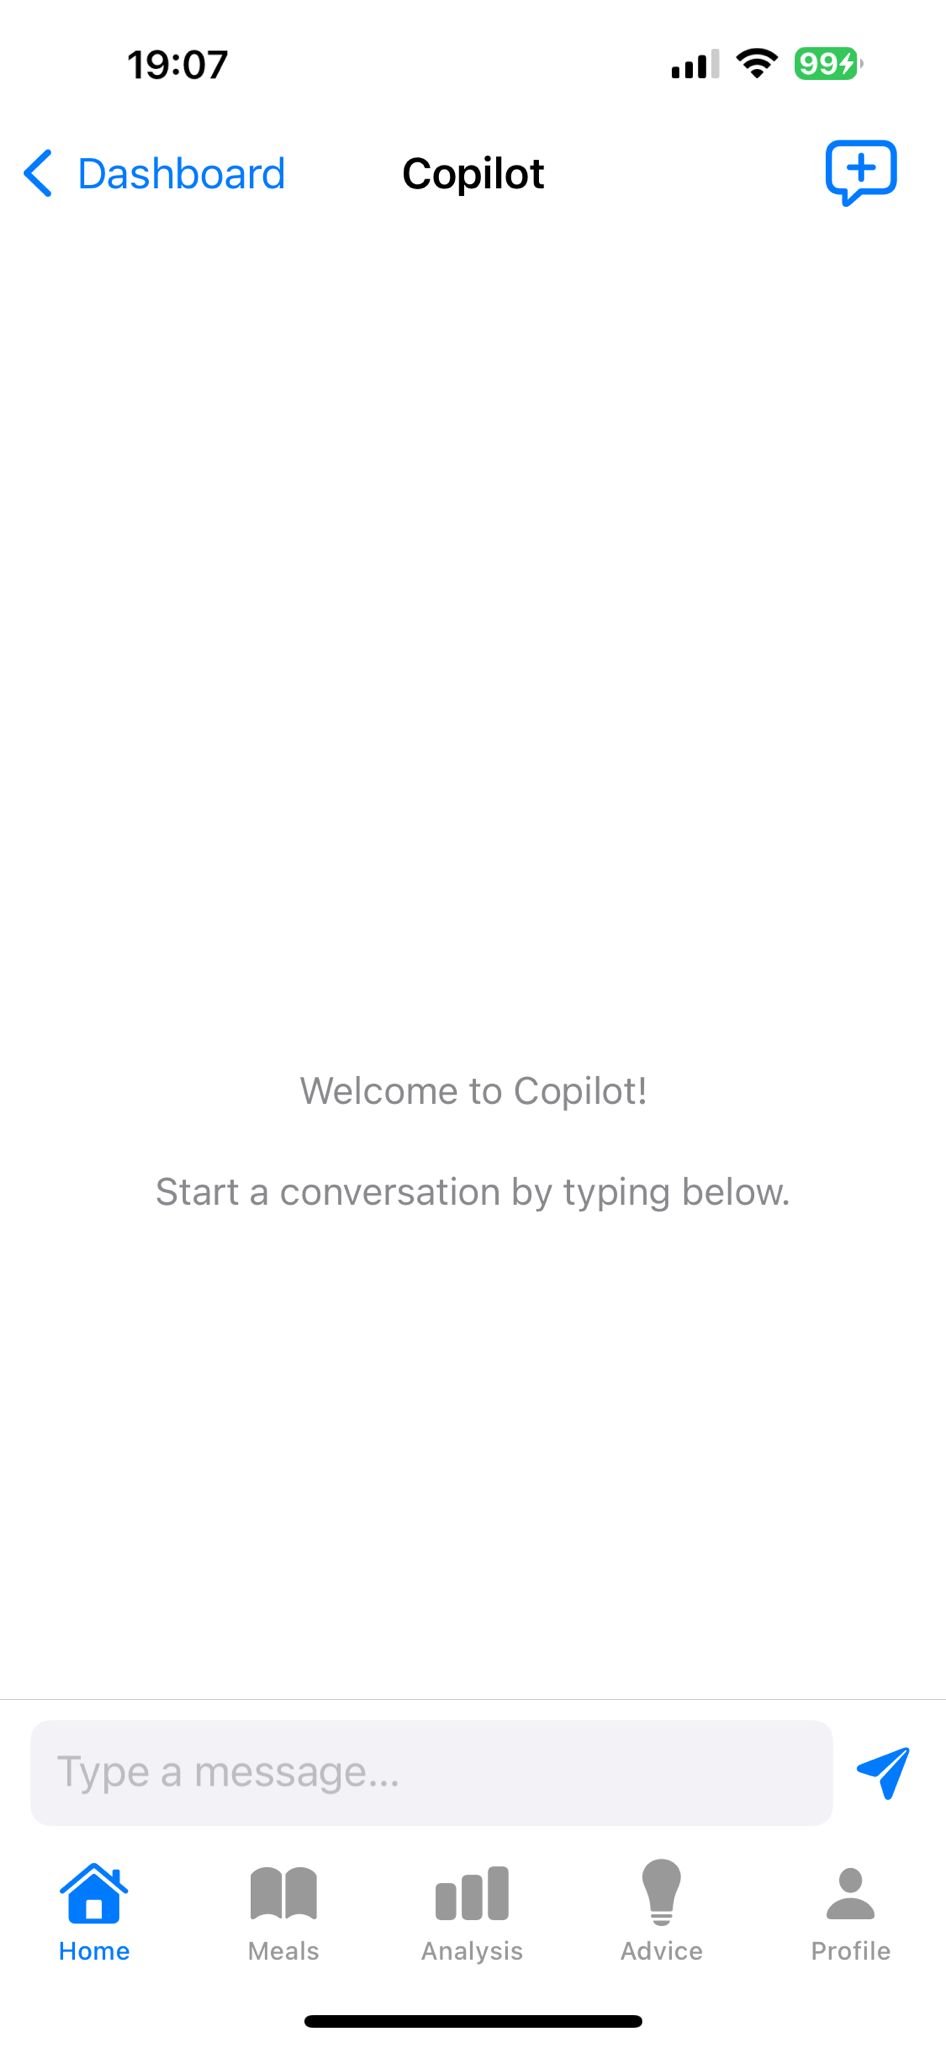 19:07
99
Dashboard
Copilot
Welcome to Copilot!
Start a conversation by typing below.
Type a message...
Home
Meals
Analysis
Advice
Profile